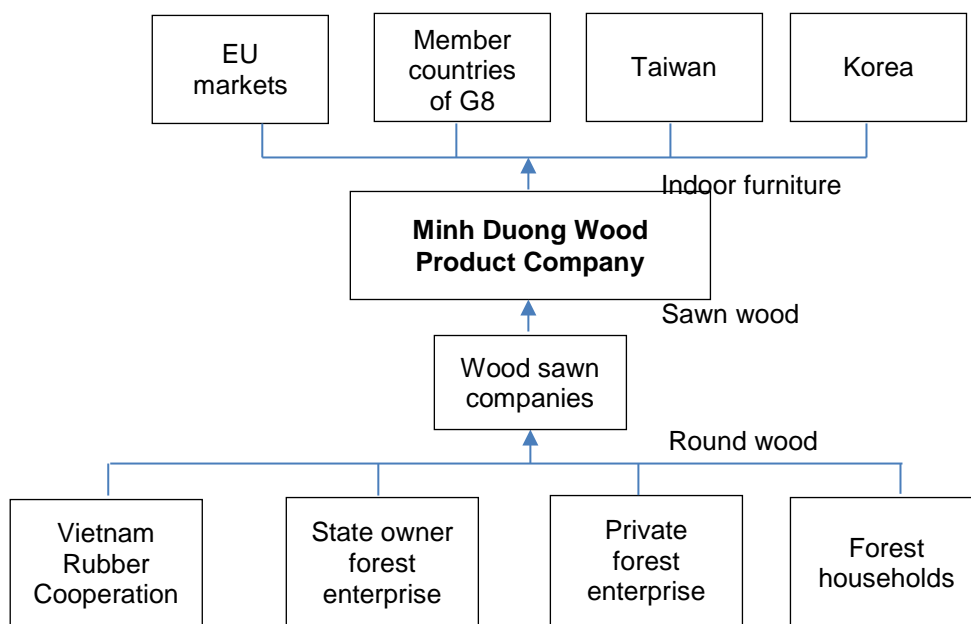 EU
markets
Member
countries
of G8
Taiwan
Korea
Indoor furniture
Minh Duong Wood
Product Company
Sawn wood
Wood sawn
companies
Round wood
Vietnam
Rubber
Cooperation
State owner
forest
enterprise
Private
forest
enterprise
Forest
households